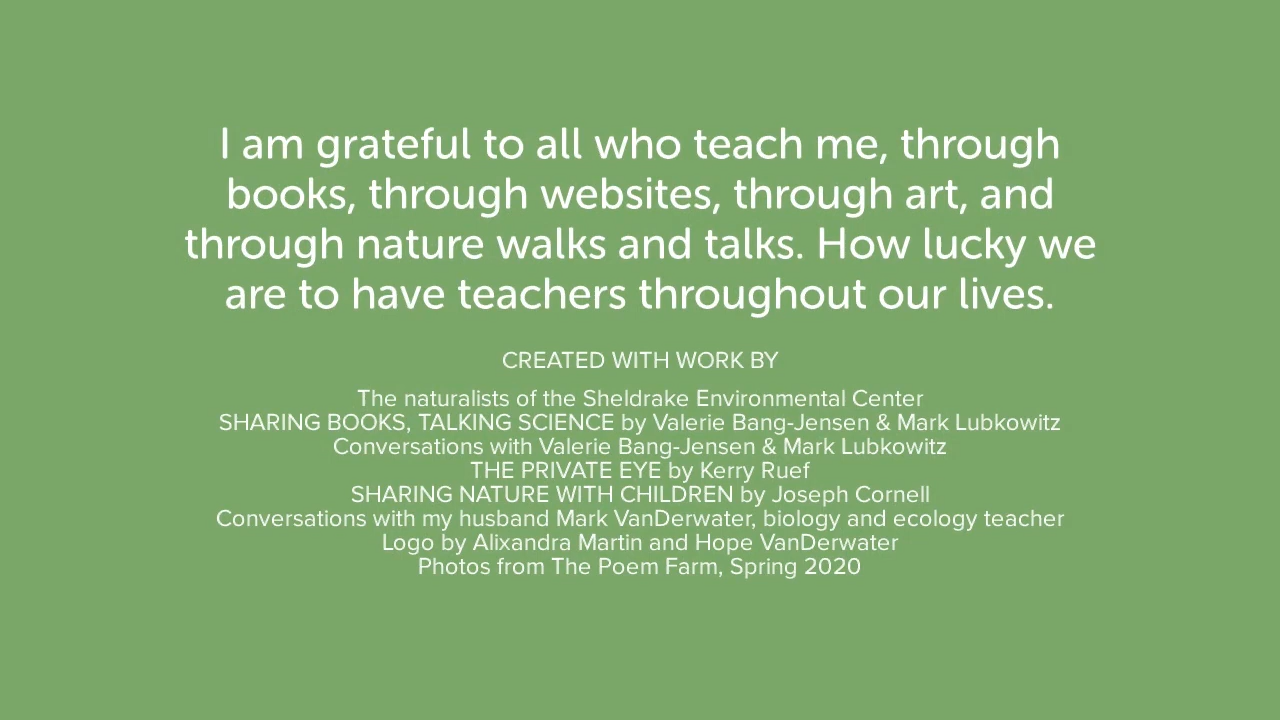 I am grateful to all who teach me, through
books, through websites, through art, and
through nature walks and talks. How lucky we
are to have teachers throughout our lives.
CREATED WITH WORK BY
The naturalists of the Sheldrake Environmental Center
SHARING BOOKS, TALKING SCIENCE by Valerie Bang-Jensen & Mark Lubkowitz
Conversations with Valerie Bang-Jensen & Mark Lubkowitz
THE PRIVATE EYE by Kerry Ruef
SHARING NATURE WITH CHILDREN by Joseph Cornell
Conversations with my husband Mark VanDerwater, biology and ecology teacher
Logo by Alixandra Martin and Hope VanDerwater
Photos from The Poem Farm, Spring 2020